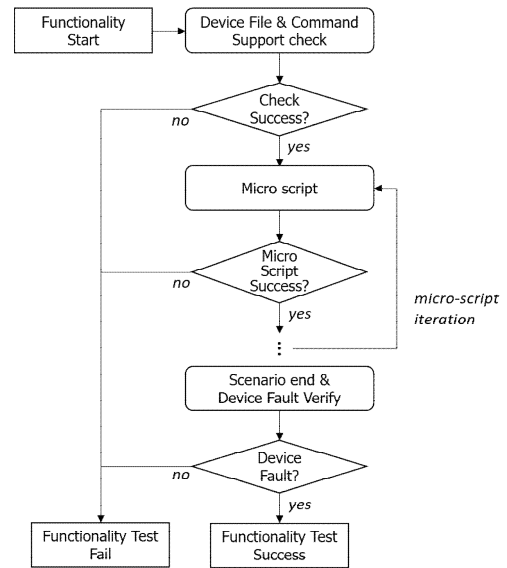 Functionality
Start
Device File & Command
Support check
Check
Success?
no
yes
Micro script
Micro
Script
Success?
no
yes
micro-script
iteration
⋮
Scenario end &
Device Fault Verify
Device
Fault?
no
yes
Functionality Test
Fail
Functionality Test
Success